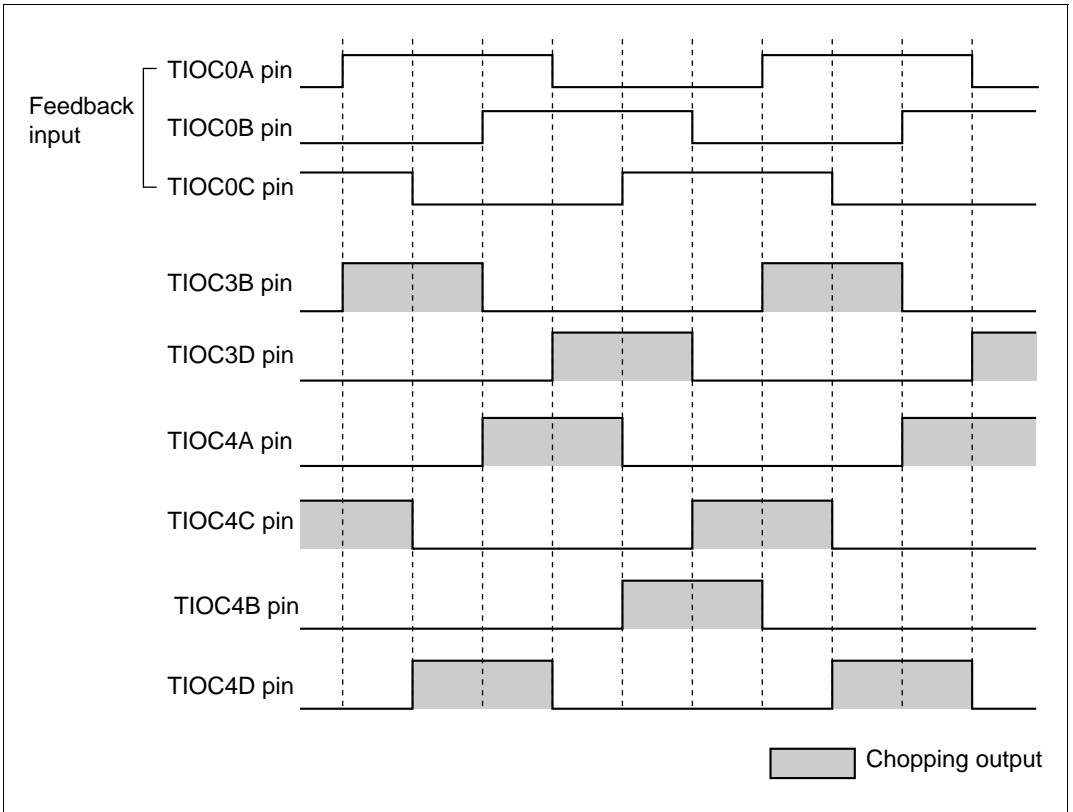 TIOC0A pin
Feedback
input
TIOC0B pin
TIOC0C pin
TIOC3B pin
TIOC3D pin
TIOC4A pin
TIOC4C pin
TIOC4B pin
TIOC4D pin
Chopping output